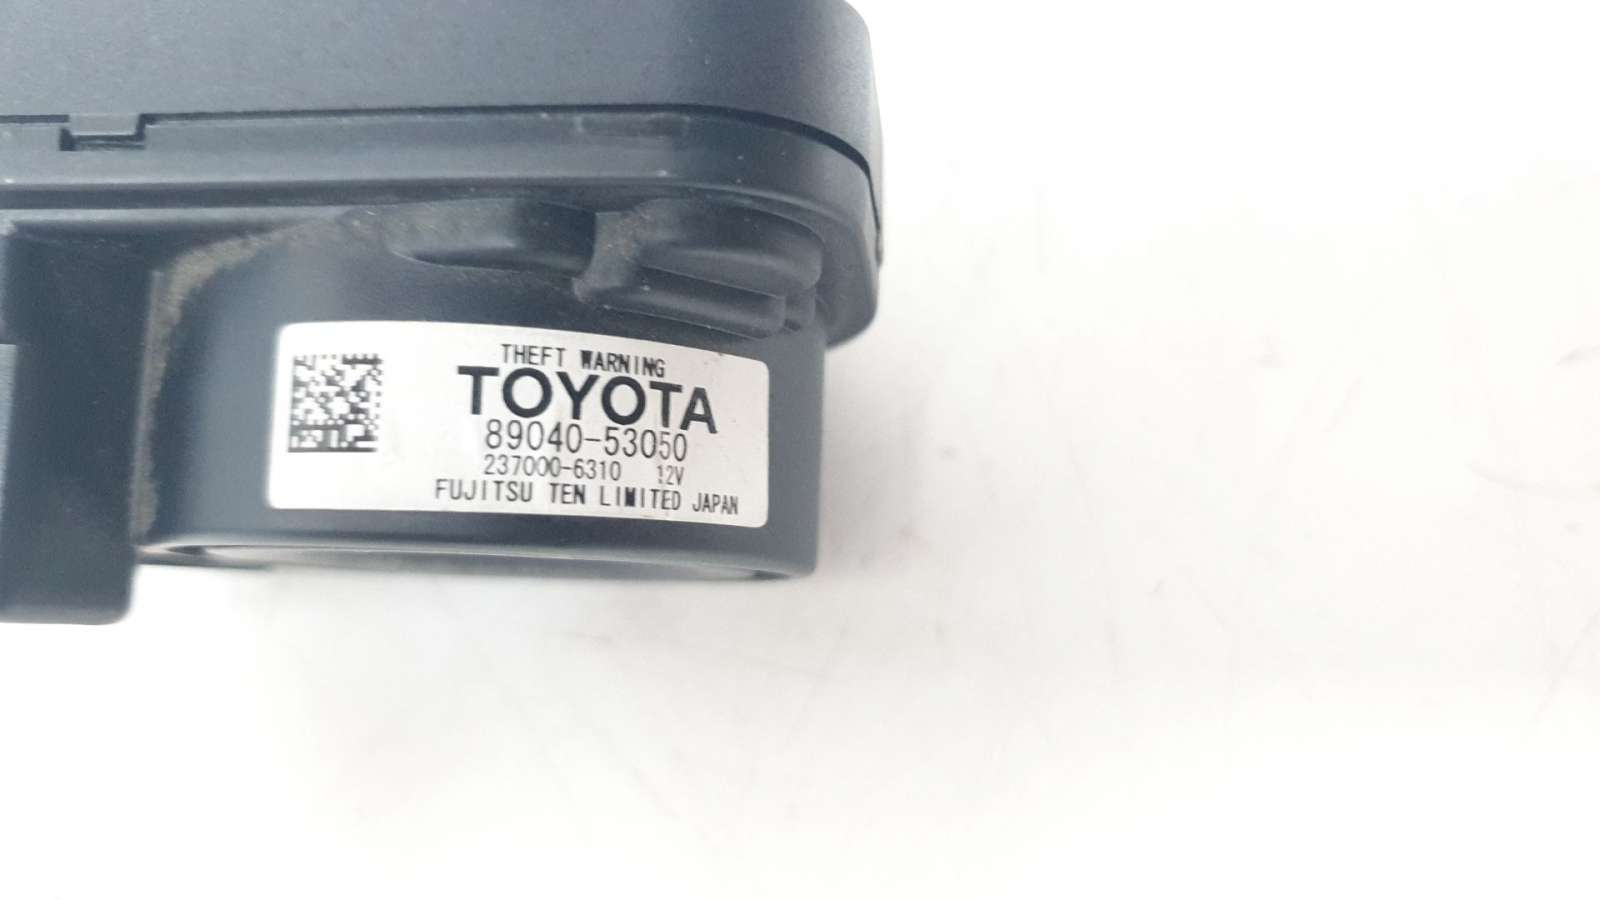 THEFT WARNING
TOYOTA
89040-53050
237000-6310 12V
FUJITSU TEN LIMITED JAPAN